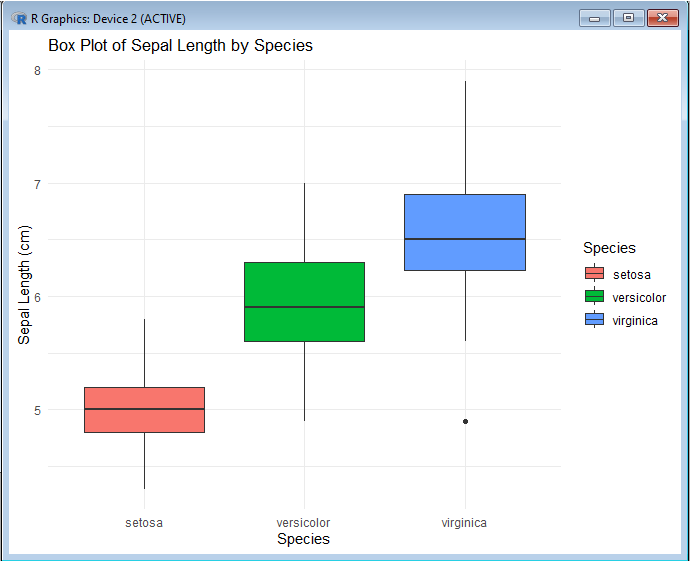 R Graphics: Device 2 (ACTIVE)
Box Plot of Sepal Length by Species
8
7
6
5
Sepal Length (cm)
setosa
versicolor
virginica
Species
Species
setosa
versicolor
virginica